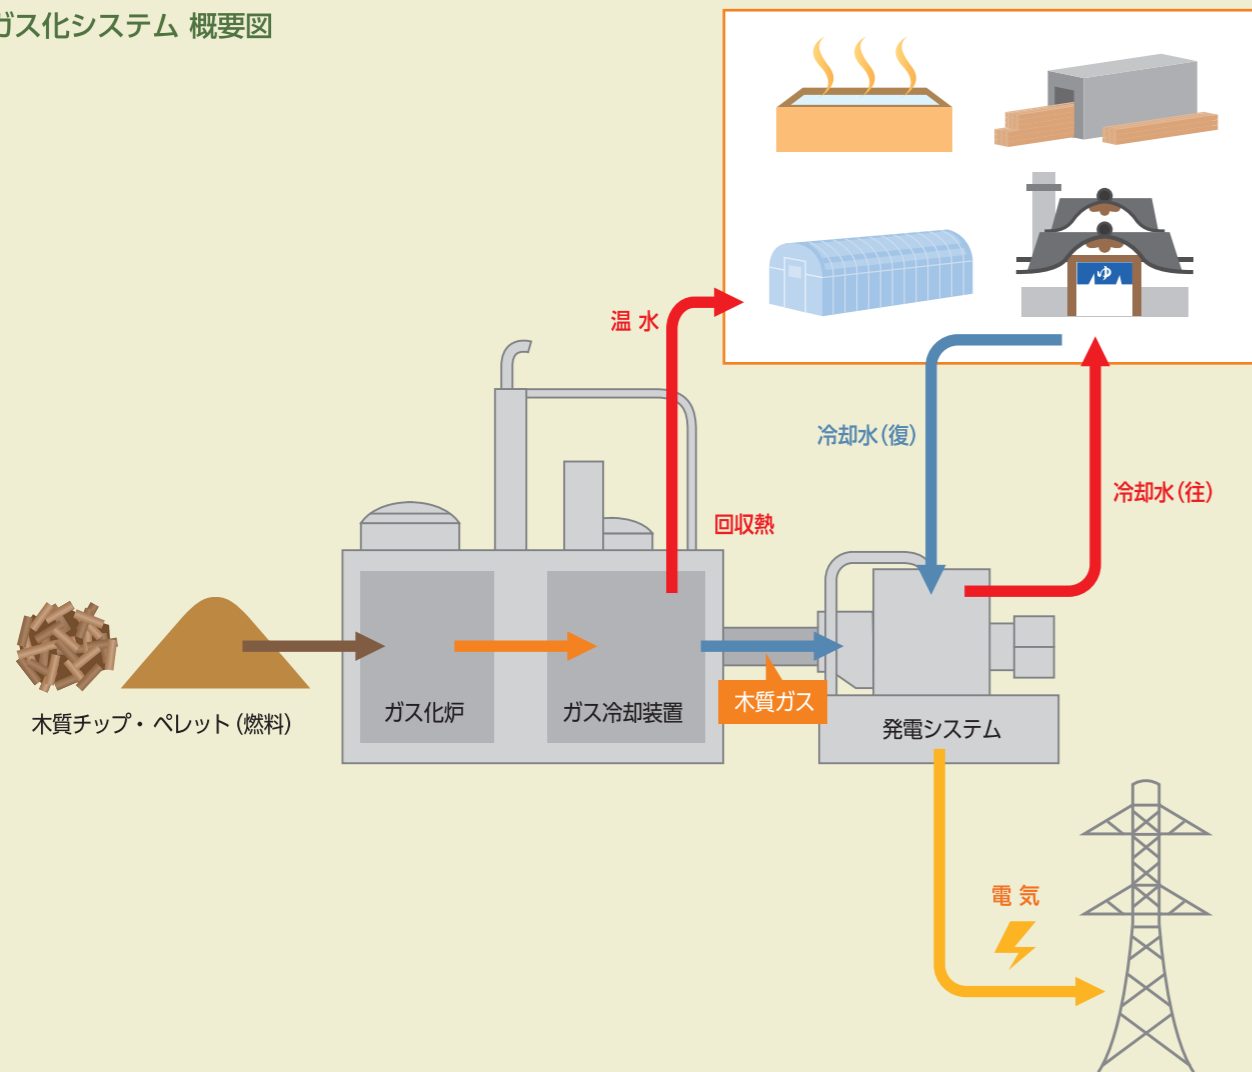 ガス化システム 概要図
ゆ
温 水
冷却水(復)
冷却水(往)
回収熱
木質チップ・ペレット(燃料)
ガス化炉
ガス冷却装置
木質ガス
発電システム
電 気